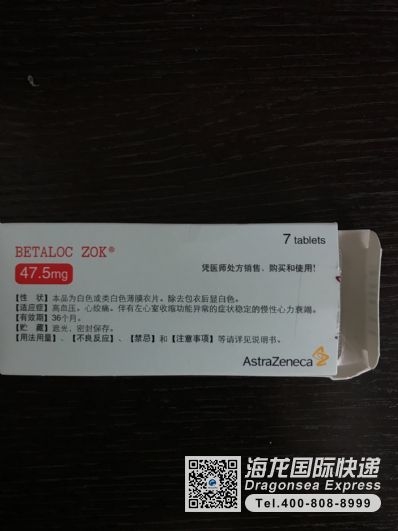 7 tablets
BETALOC ZOK®
47.5mg
凭医师处方销售、购买和使用!
【性 状】本品为白色或类白色薄膜衣片。除去包衣后显白色。
【适应症】高血压。心绞痛。伴有左心室收缩功能异常的症状稳定的慢性心力衰竭。
【有效期】36个月。
【贮 藏】遮光,密封保存。
【用法用量】、【不良反应】、【禁忌】和【注意事项】等请详见说明书。
AstraZeneca
海龙国际快递
Dragonsea Express
Tel.400-808-8999